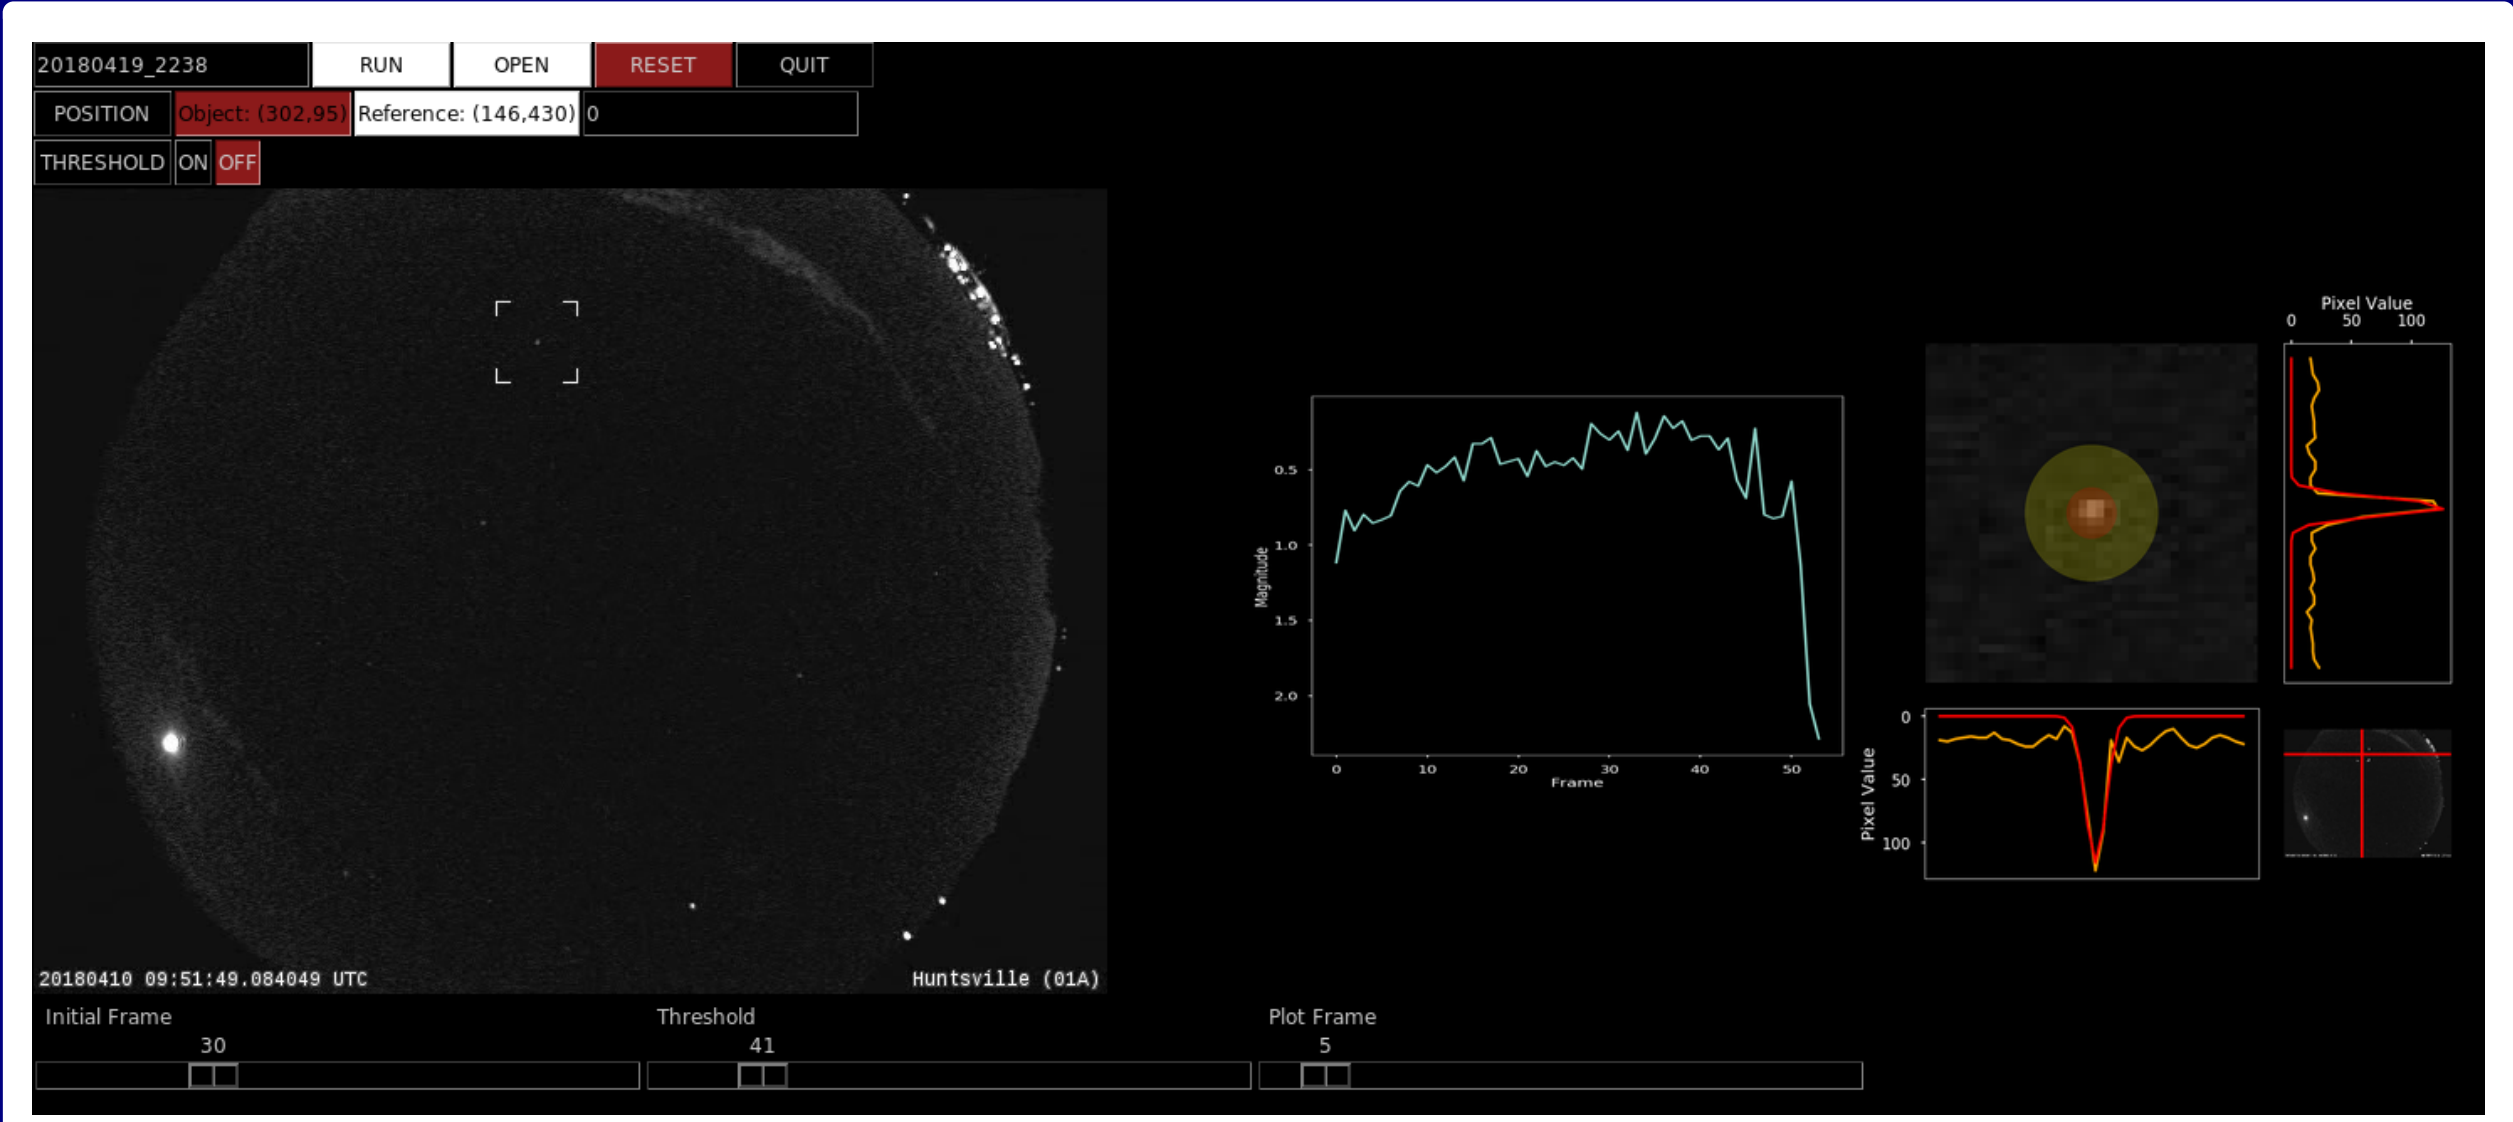 20180419_2238 RUN OPEN RESET QUIT
POSITION Object: (302,95) Reference: (146,430) 0
THRESHOLD ON OFF
20180410 09:51:49.084049 UTC Huntsville (01A)
Initial Frame
30
Threshold
41
Plot Frame
5
Magnitude
0.5
1.0
1.5
2.0
0 10 20 30 40 50
Frame
Pixel Value
0 50 100
Pixel Value
0
50
100